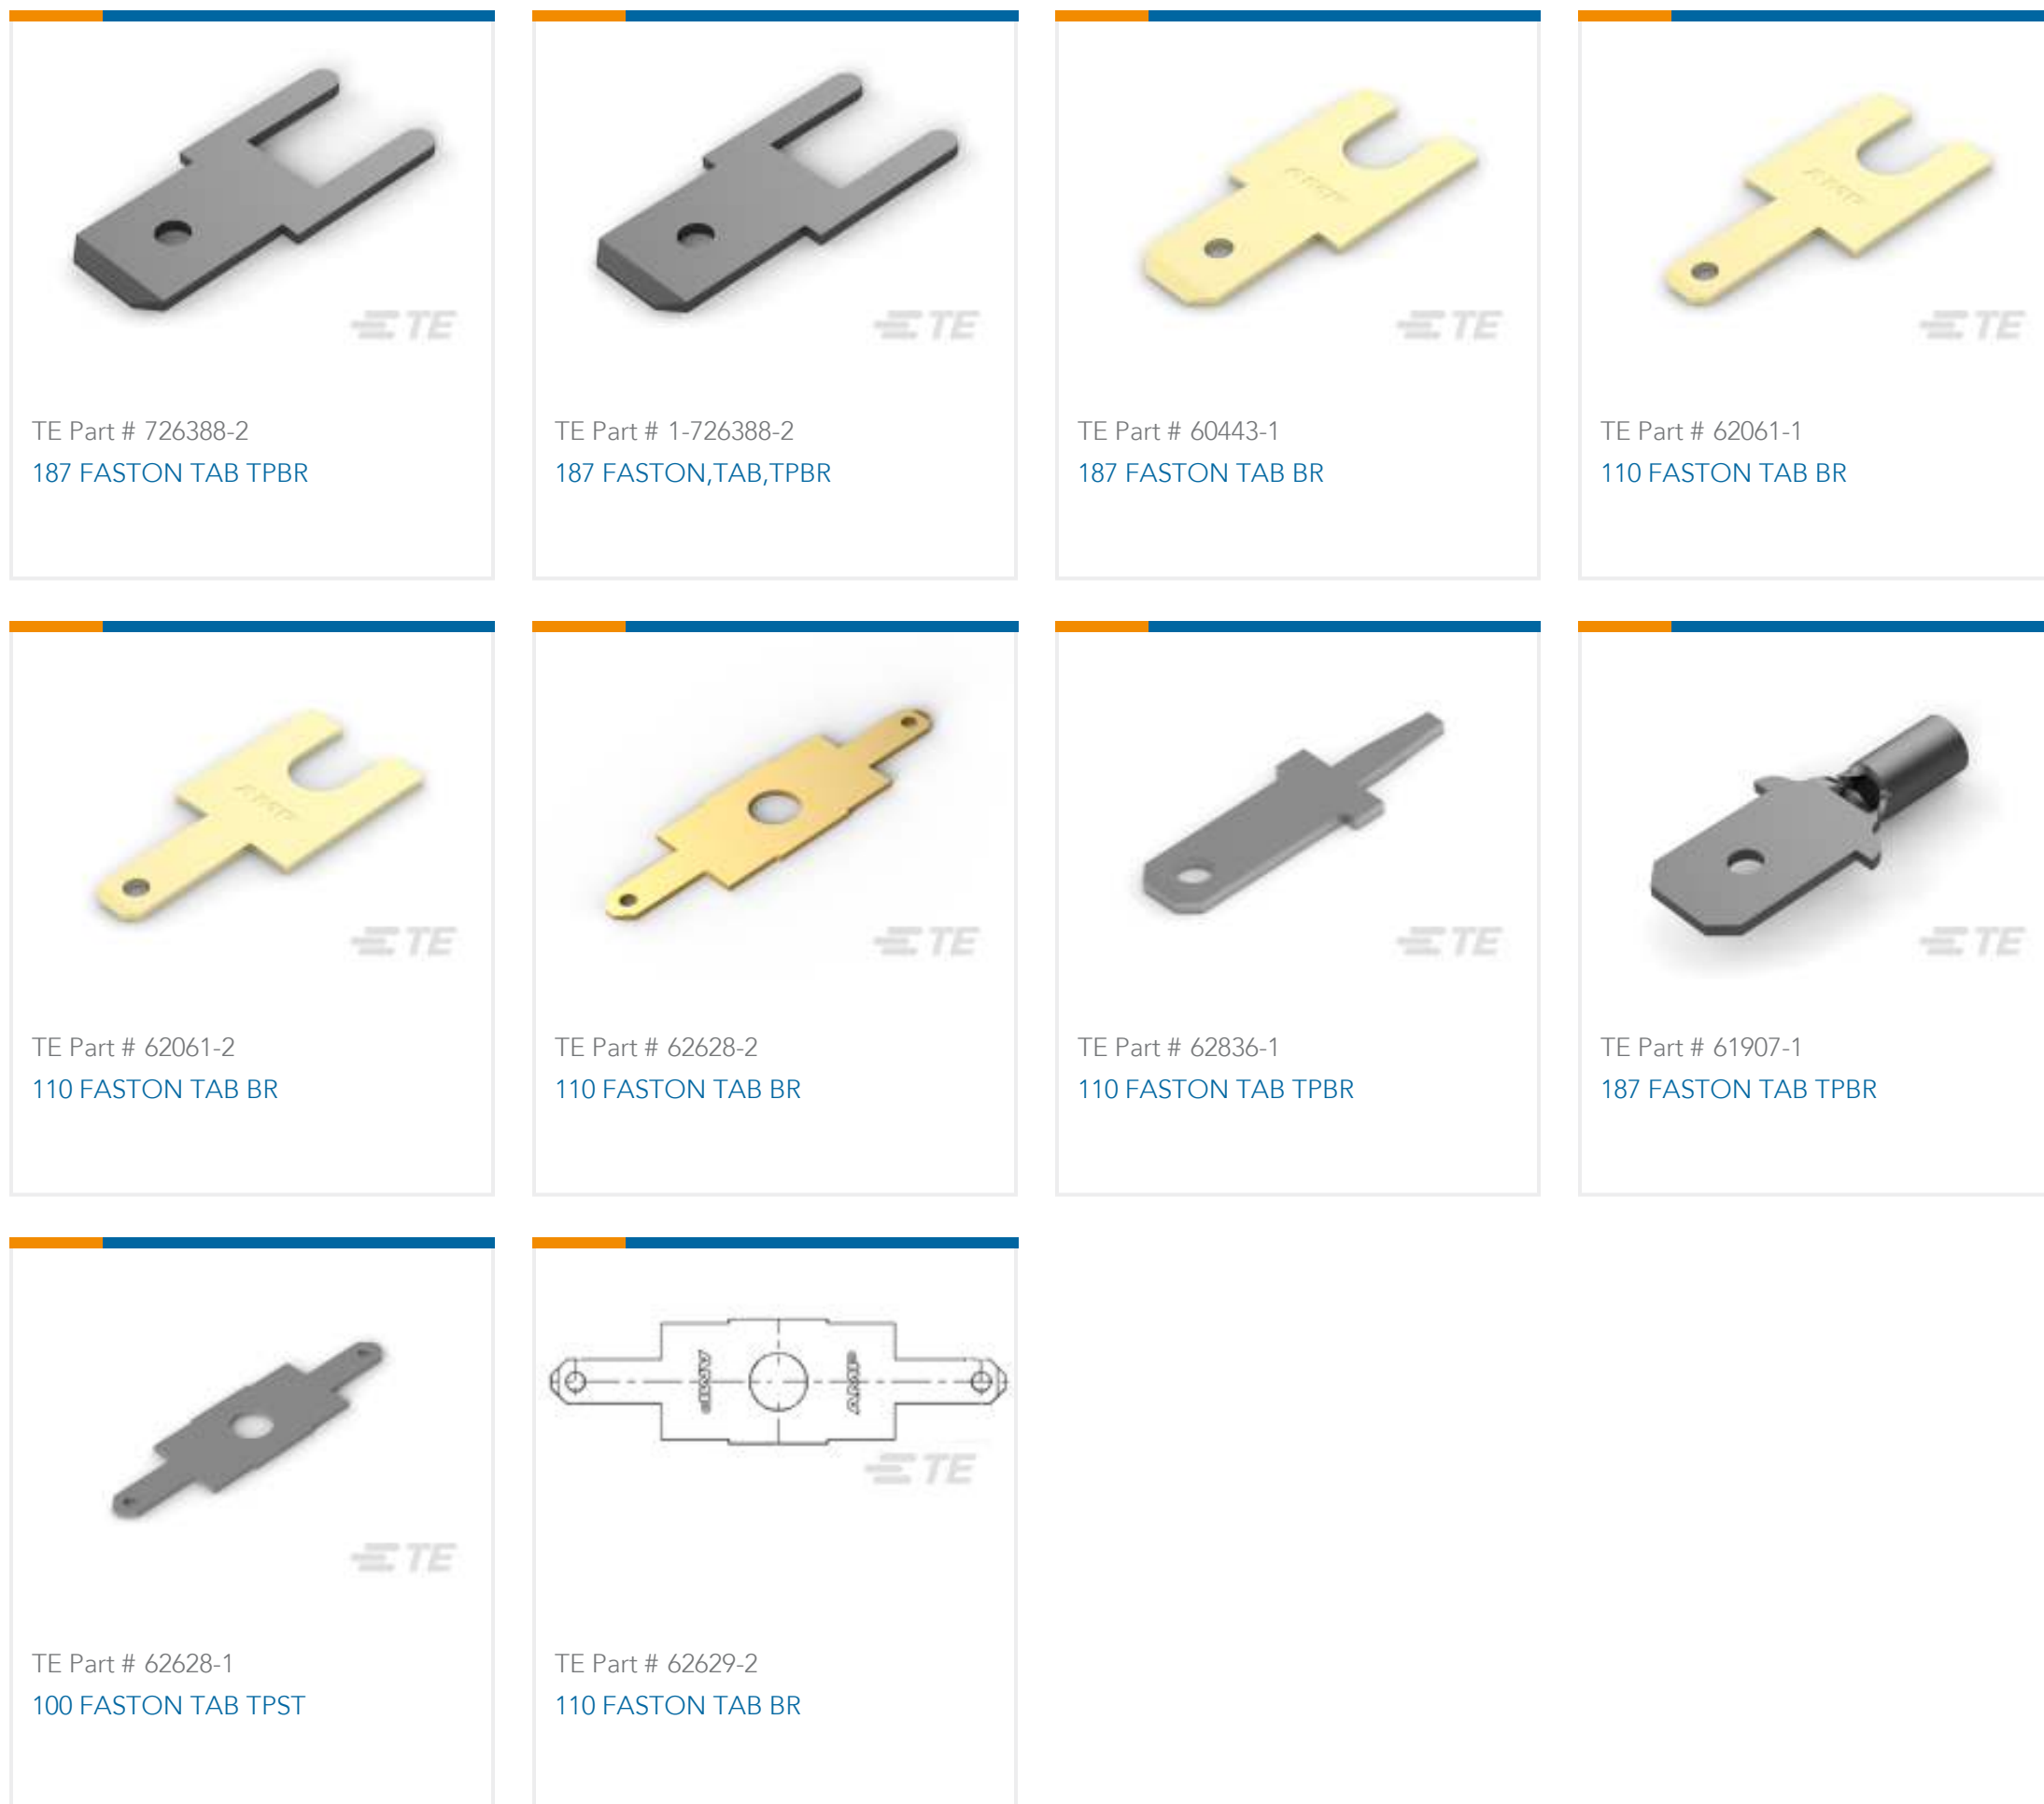 TE
TE
TE
TE
TE Part # 726388-2
187 FASTON TAB TPBR
TE Part # 1-726388-2
187 FASTON,TAB,TPBR
TE Part # 60443-1
187 FASTON TAB BR
TE Part # 62061-1
110 FASTON TAB BR
TE
TE
TE
TE
TE Part # 62061-2
110 FASTON TAB BR
TE Part # 62628-2
110 FASTON TAB BR
TE Part # 62836-1
110 FASTON TAB TPBR
TE Part # 61907-1
187 FASTON TAB TPBR
TE
AMP
AMP
TE
TE Part # 62628-1
100 FASTON TAB TPST
TE Part # 62629-2
110 FASTON TAB BR